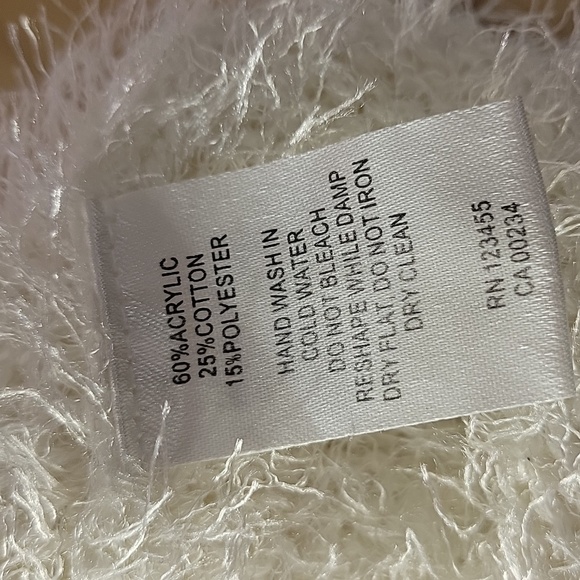 60%ACRYLIC
25%COTTON
15%POLYESTER
HAND WASH IN
COLD WATER
DO NOT BLEACH
RESHAPE WHILE DAMP
DRY FLAT DO NOT IRON
DRY CLEAN
RN 123455
CA 00234